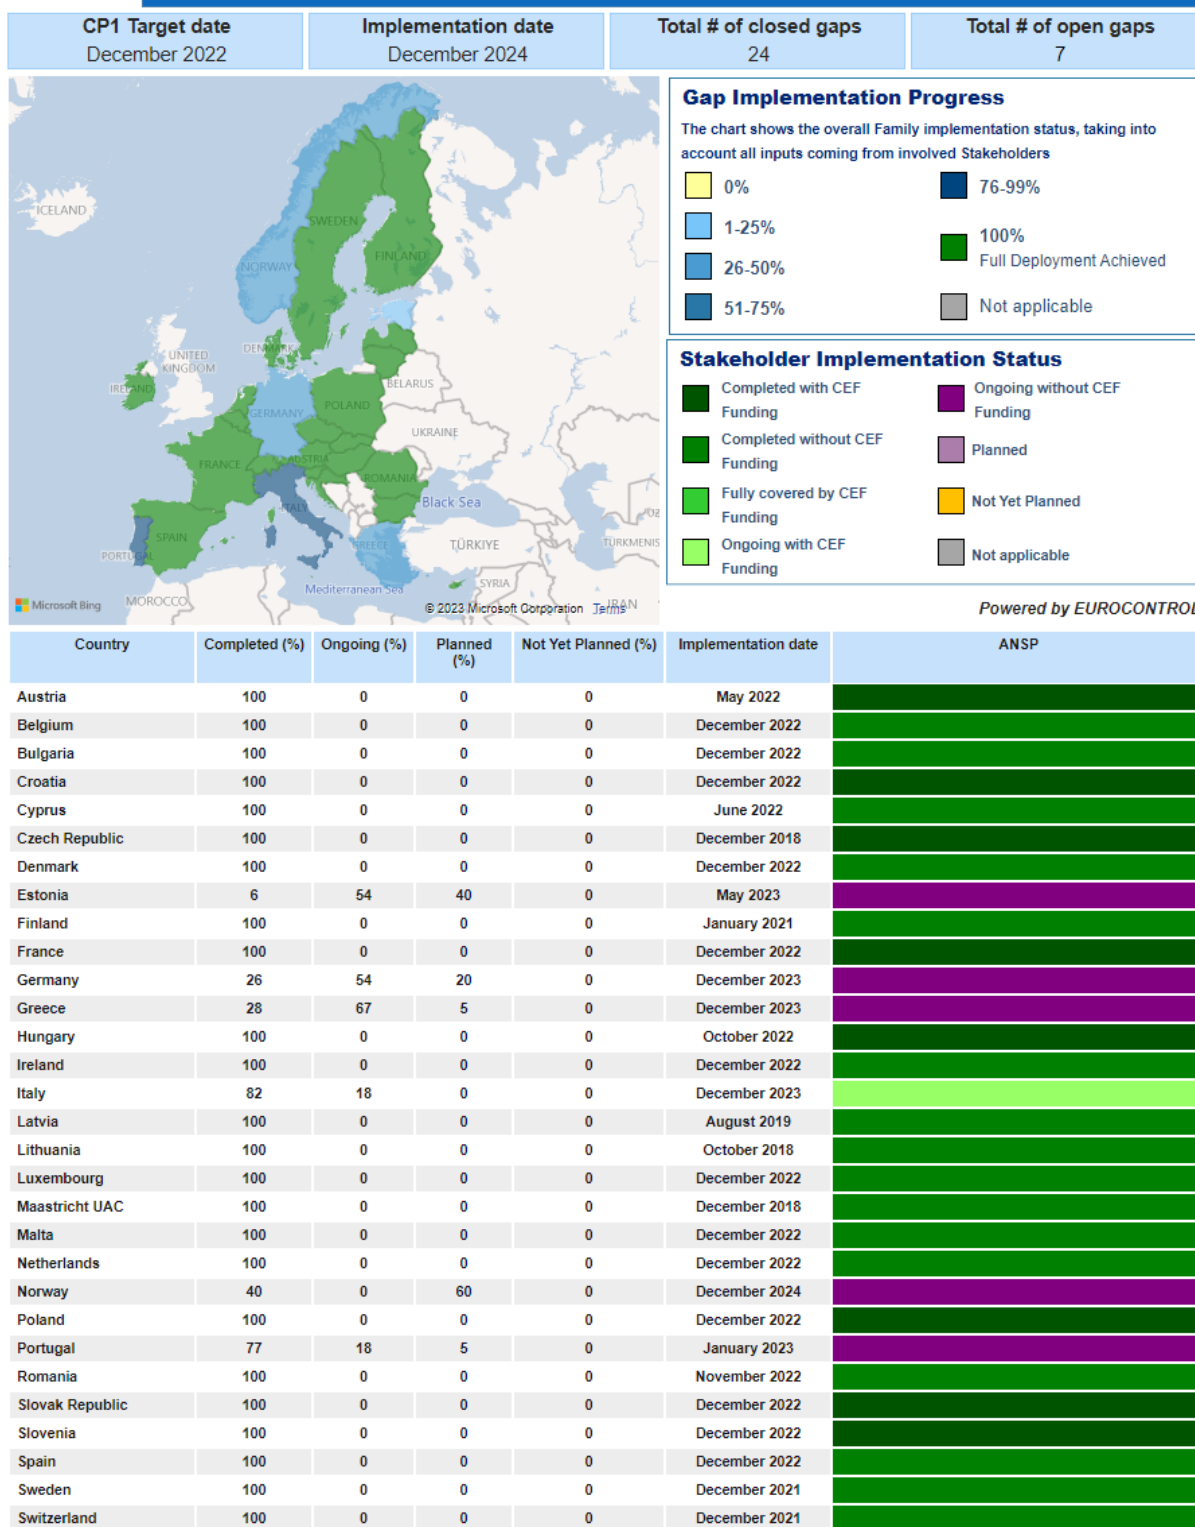 CP1 Target date
December 2022
Implementation date
December 2024
Total # of closed gaps
24
Total # of open gaps
7
ICELAND
SWEDEN
FINLAND
NORWAY
UNITED
KINGDOM
DENMARK
IRELAND
BELARUS
GERMANY
POLAND
UKRAINE
FRANCE
AUSTRIA
ROMANIA
ITALY
Black Sea
SPAIN
PORTUGAL
GREECE
TÜRKIYE
TURKMENIS
UZ
SYRIA
Mediterranean Sea
MOROCCO
IRAN
Microsoft Bing
© 2023 Microsoft Corporation Terms
Gap Implementation Progress
The chart shows the overall Family implementation status, taking into
account all inputs coming from involved Stakeholders
0%
1-25%
26-50%
51-75%
76-99%
100%
Full Deployment Achieved
Not applicable
Stakeholder Implementation Status
Completed with CEF
Funding
Completed without CEF
Funding
Fully covered by CEF
Funding
Ongoing with CEF
Funding
Ongoing without CEF
Funding
Planned
Not Yet Planned
Not applicable
Powered by EUROCONTROL
Country Completed (%) Ongoing (%) Planned (%) Not Yet Planned (%) Implementation date ANSP
Austria 100 0 0 0 May 2022
Belgium 100 0 0 0 December 2022
Bulgaria 100 0 0 0 December 2022
Croatia 100 0 0 0 December 2022
Cyprus 100 0 0 0 June 2022
Czech Republic 100 0 0 0 December 2018
Denmark 100 0 0 0 December 2022
Estonia 6 54 40 0 May 2023
Finland 100 0 0 0 January 2021
France 100 0 0 0 December 2022
Germany 26 54 20 0 December 2023
Greece 28 67 5 0 December 2023
Hungary 100 0 0 0 October 2022
Ireland 100 0 0 0 December 2022
Italy 82 18 0 0 December 2023
Latvia 100 0 0 0 August 2019
Lithuania 100 0 0 0 October 2018
Luxembourg 100 0 0 0 December 2022
Maastricht UAC 100 0 0 0 December 2018
Malta 100 0 0 0 December 2022
Netherlands 100 0 0 0 December 2022
Norway 40 0 60 0 December 2024
Poland 100 0 0 0 December 2022
Portugal 77 18 5 0 January 2023
Romania 100 0 0 0 November 2022
Slovak Republic 100 0 0 0 December 2022
Slovenia 100 0 0 0 December 2022
Spain 100 0 0 0 December 2022
Sweden 100 0 0 0 December 2021
Switzerland 100 0 0 0 December 2021